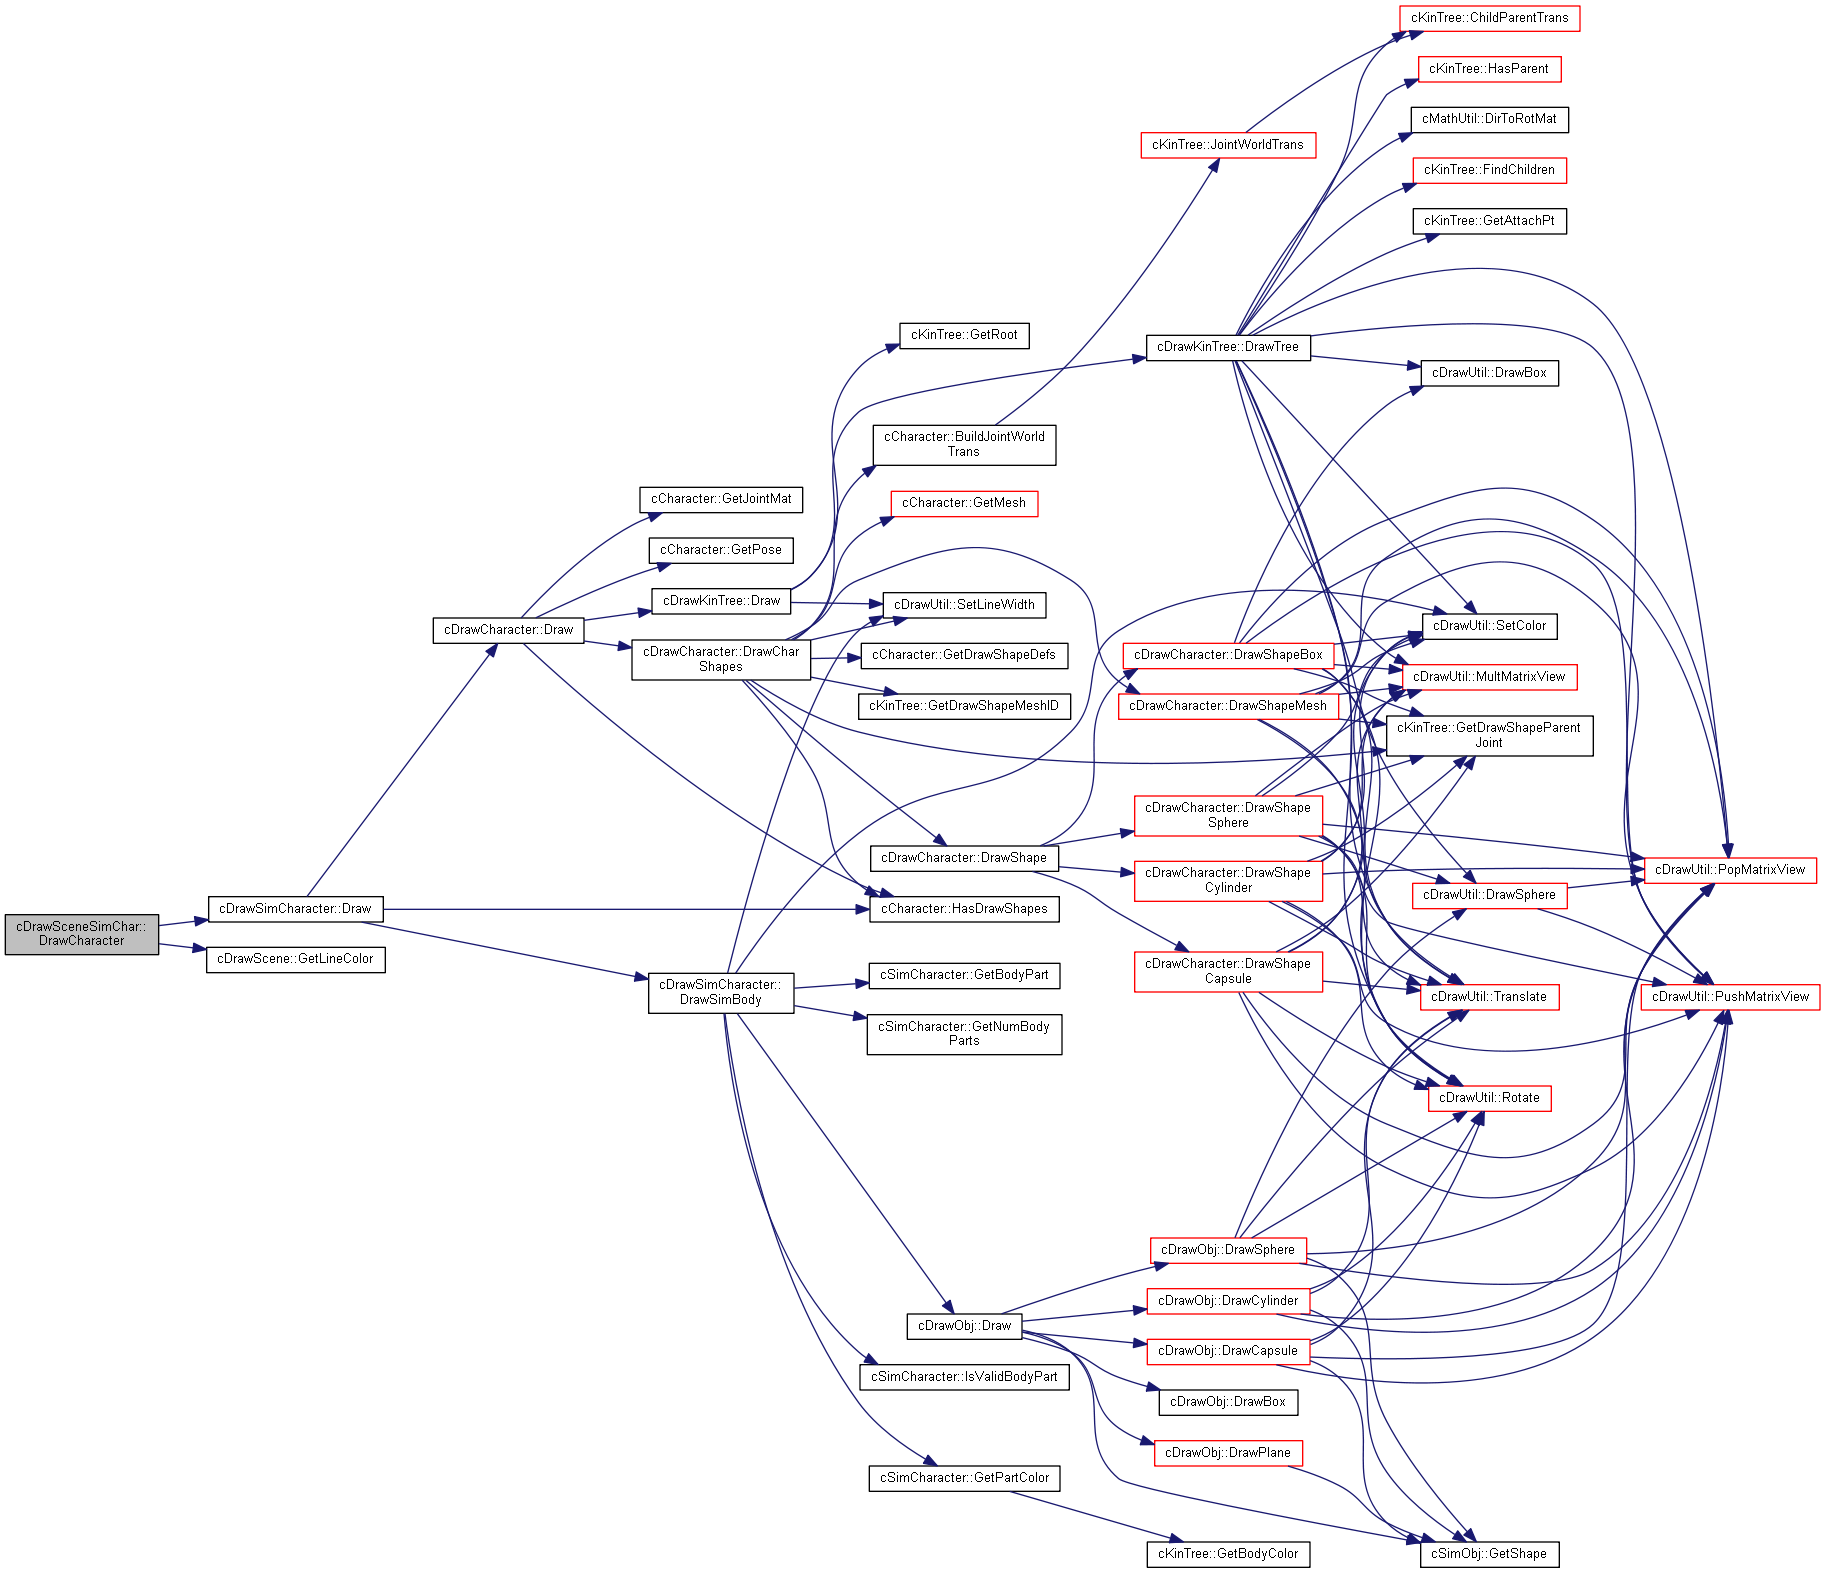 cDrawSceneSimChar::
DrawCharacter
cDrawSimCharacter::Draw
cDrawScene::GetLineColor
cDrawCharacter::Draw
cDrawSimCharacter::
DrawSimBody
cCharacter::GetJointMat
cCharacter::GetPose
cDrawKinTree::Draw
cDrawCharacter::DrawChar
Shapes
cKinTree::GetRoot
cCharacter::BuildJointWorld
Trans
cCharacter::GetMesh
cDrawUtil::SetLineWidth
cCharacter::GetDrawShapeDefs
cKinTree::GetDrawShapeMeshID
cDrawCharacter::DrawShape
cCharacter::HasDrawShapes
cSimCharacter::GetBodyPart
cSimCharacter::GetNumBody
Parts
cDrawObj::Draw
cSimCharacter::IsValidBodyPart
cSimCharacter::GetPartColor
cKinTree::JointWorldTrans
cDrawKinTree::DrawTree
cDrawCharacter::DrawShapeBox
cDrawCharacter::DrawShapeMesh
cDrawCharacter::DrawShape
Sphere
cDrawCharacter::DrawShape
Cylinder
cDrawCharacter::DrawShape
Capsule
cDrawObj::DrawSphere
cDrawObj::DrawCylinder
cDrawObj::DrawCapsule
cDrawObj::DrawBox
cDrawObj::DrawPlane
cKinTree::GetBodyColor
cKinTree::ChildParentTrans
cKinTree::HasParent
cMathUtil::DirToRotMat
cKinTree::FindChildren
cKinTree::GetAttachPt
cDrawUtil::DrawBox
cDrawUtil::SetColor
cDrawUtil::MultMatrixView
cKinTree::GetDrawShapeParent
Joint
cDrawUtil::DrawSphere
cDrawUtil::Translate
cDrawUtil::Rotate
cSimObj::GetShape
cDrawUtil::PopMatrixView
cDrawUtil::PushMatrixView